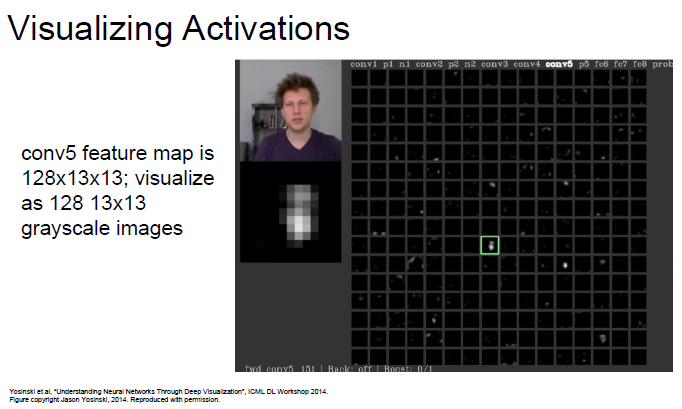 Visualizing Activations
conv1 p1 n1 conv2 p2 n2 conv3 conv4 conv5 p5 fc6 fc7 fc8 prob
conv5 feature map is
128x13x13; visualize
as 128 13x13
grayscale images
fwd conv5_151 | Back: off | Boost: 0/1
Yosinski et al, "Understanding Neural Networks Through Deep Visualization", ICML DL Workshop 2014.
Figure copyright Jason Yosinski, 2014. Reproduced with permission.